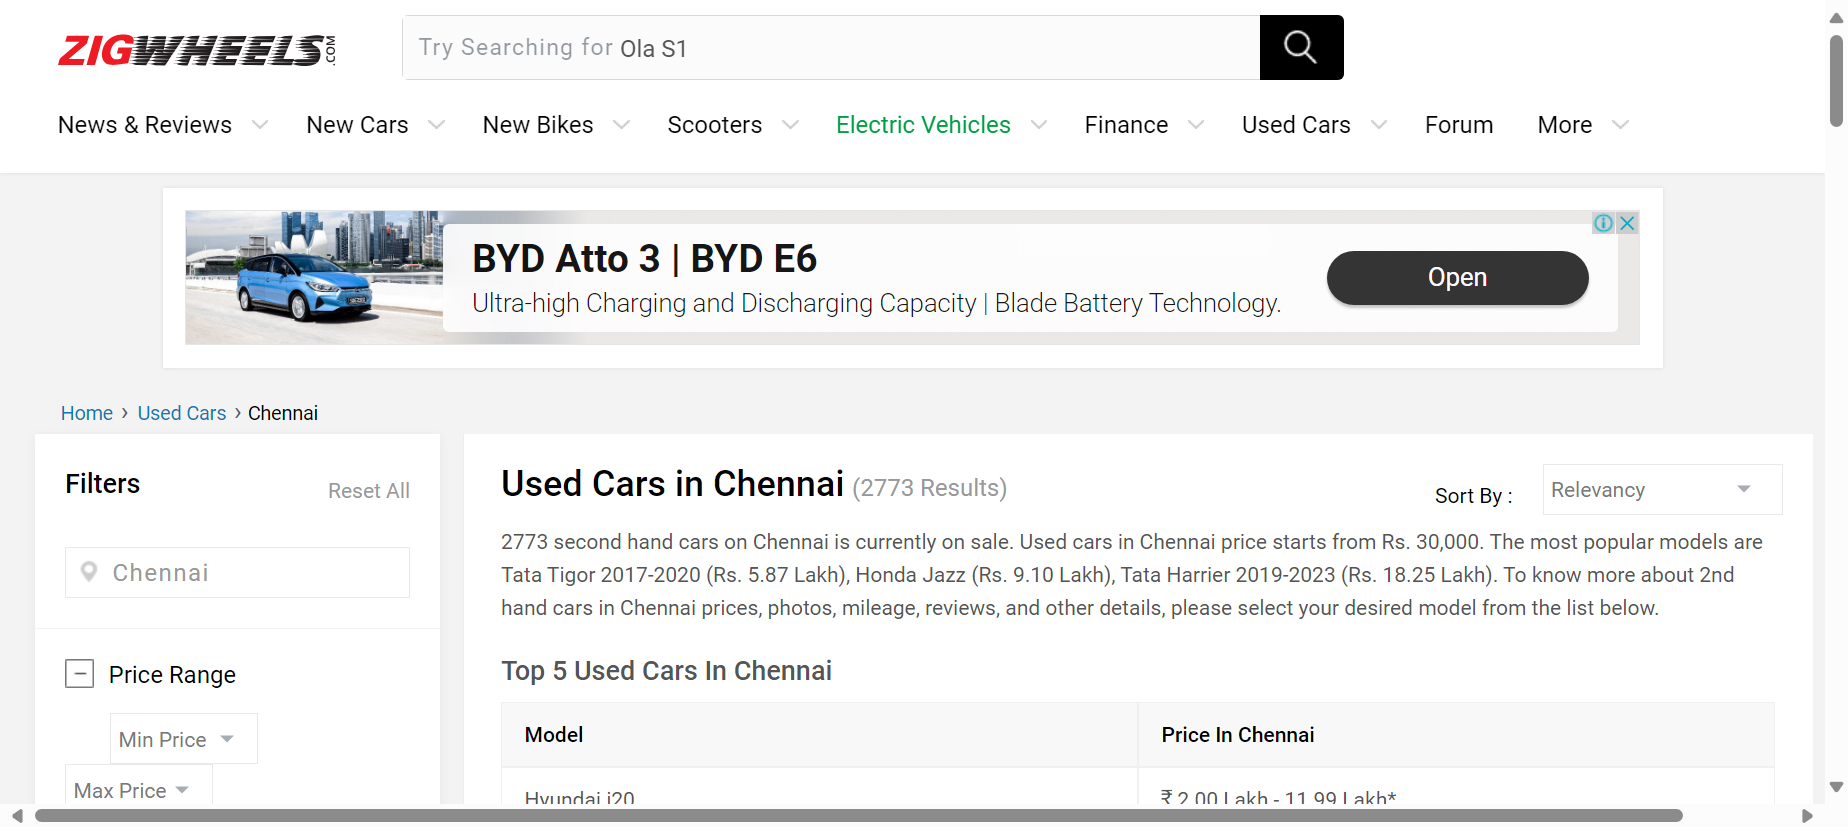 ZIGWHEELS.COM
Try Searching for Ola S1
News & Reviews New Cars New Bikes Scooters Electric Vehicles Finance Used Cars Forum More
BYD Atto 3 | BYD E6
Ultra-high Charging and Discharging Capacity | Blade Battery Technology.
Open
Home › Used Cars › Chennai
Filters
Reset All
Chennai
Price Range
Min Price
Max Price
Used Cars in Chennai (2773 Results)
Sort By :
Relevancy
2773 second hand cars on Chennai is currently on sale. Used cars in Chennai price starts from Rs. 30,000. The most popular models are
Tata Tigor 2017-2020 (Rs. 5.87 Lakh), Honda Jazz (Rs. 9.10 Lakh), Tata Harrier 2019-2023 (Rs. 18.25 Lakh). To know more about 2nd
hand cars in Chennai prices, photos, mileage, reviews, and other details, please select your desired model from the list below.
Top 5 Used Cars In Chennai
Model Price In Chennai
Hyundai i20 ₹ 2.00 Lakh - 11.99 Lakh*